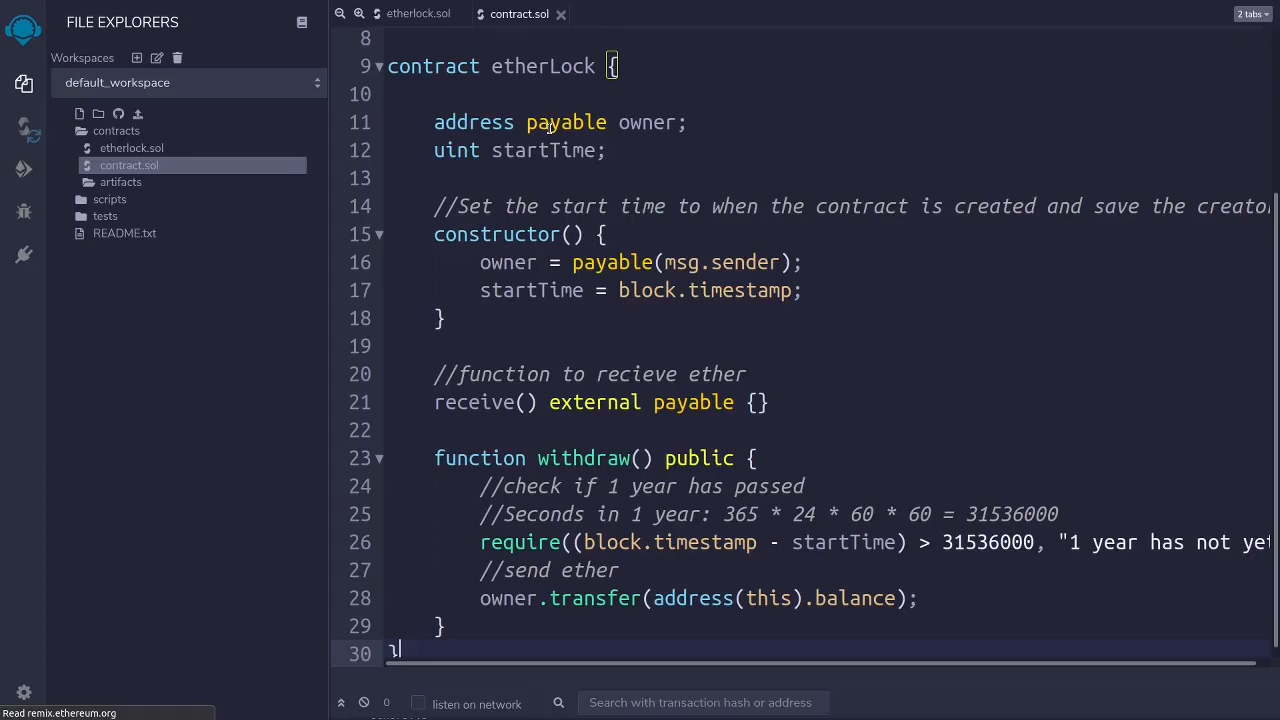 FILE EXPLORERS
etherlock.sol
contract.sol
2 tabs
Workspaces
default_workspace
contracts
etherlock.sol
contract.sol
artifacts
scripts
tests
README.txt
8
9 contract etherLock {
10
11 address payable owner;
12 uint startTime;
13
14 //Set the start time to when the contract is created and save the creator
15 constructor() {
16 owner = payable(msg.sender);
17 startTime = block.timestamp;
18 }
19
20 //function to recieve ether
21 receive() external payable {}
22
23 function withdraw() public {
24 //check if 1 year has passed
25 //Seconds in 1 year: 365 * 24 * 60 * 60 = 31536000
26 require((block.timestamp - startTime) > 31536000, "1 year has not yet
27 //send ether
28 owner.transfer(address(this).balance);
29 }
30 }
0
listen on network
Search with transaction hash or address
Read remix.ethereum.org